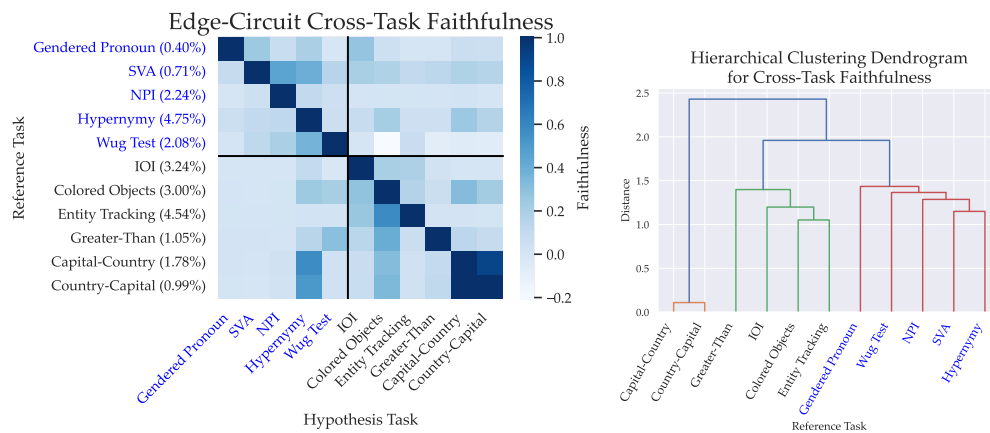 Edge-Circuit Cross-Task Faithfulness
Reference Task
Gendered Pronoun (0.40%)
SVA (0.71%)
NPI (2.24%)
Hypernymy (4.75%)
Wug Test (2.08%)
IOI (3.24%)
Colored Objects (3.00%)
Entity Tracking (4.54%)
Greater-Than (1.05%)
Capital-Country (1.78%)
Country-Capital (0.99%)
Gendered Pronoun
SVA
NPI
Hypernymy
Wug Test
IOI
Colored Objects
Entity Tracking
Greater-Than
Capital-Country
Country-Capital
Hypothesis Task
1.0
0.8
0.6
0.4
0.2
0.0
−0.2
Faithfulness
Hierarchical Clustering Dendrogram
for Cross-Task Faithfulness
Distance
2.5
2.0
1.5
1.0
0.5
0.0
Capital-Country
Country-Capital
Greater-Than
IOI
Colored Objects
Entity Tracking
Gendered Pronoun
Wug Test
NPI
SVA
Hypernymy
Reference Task